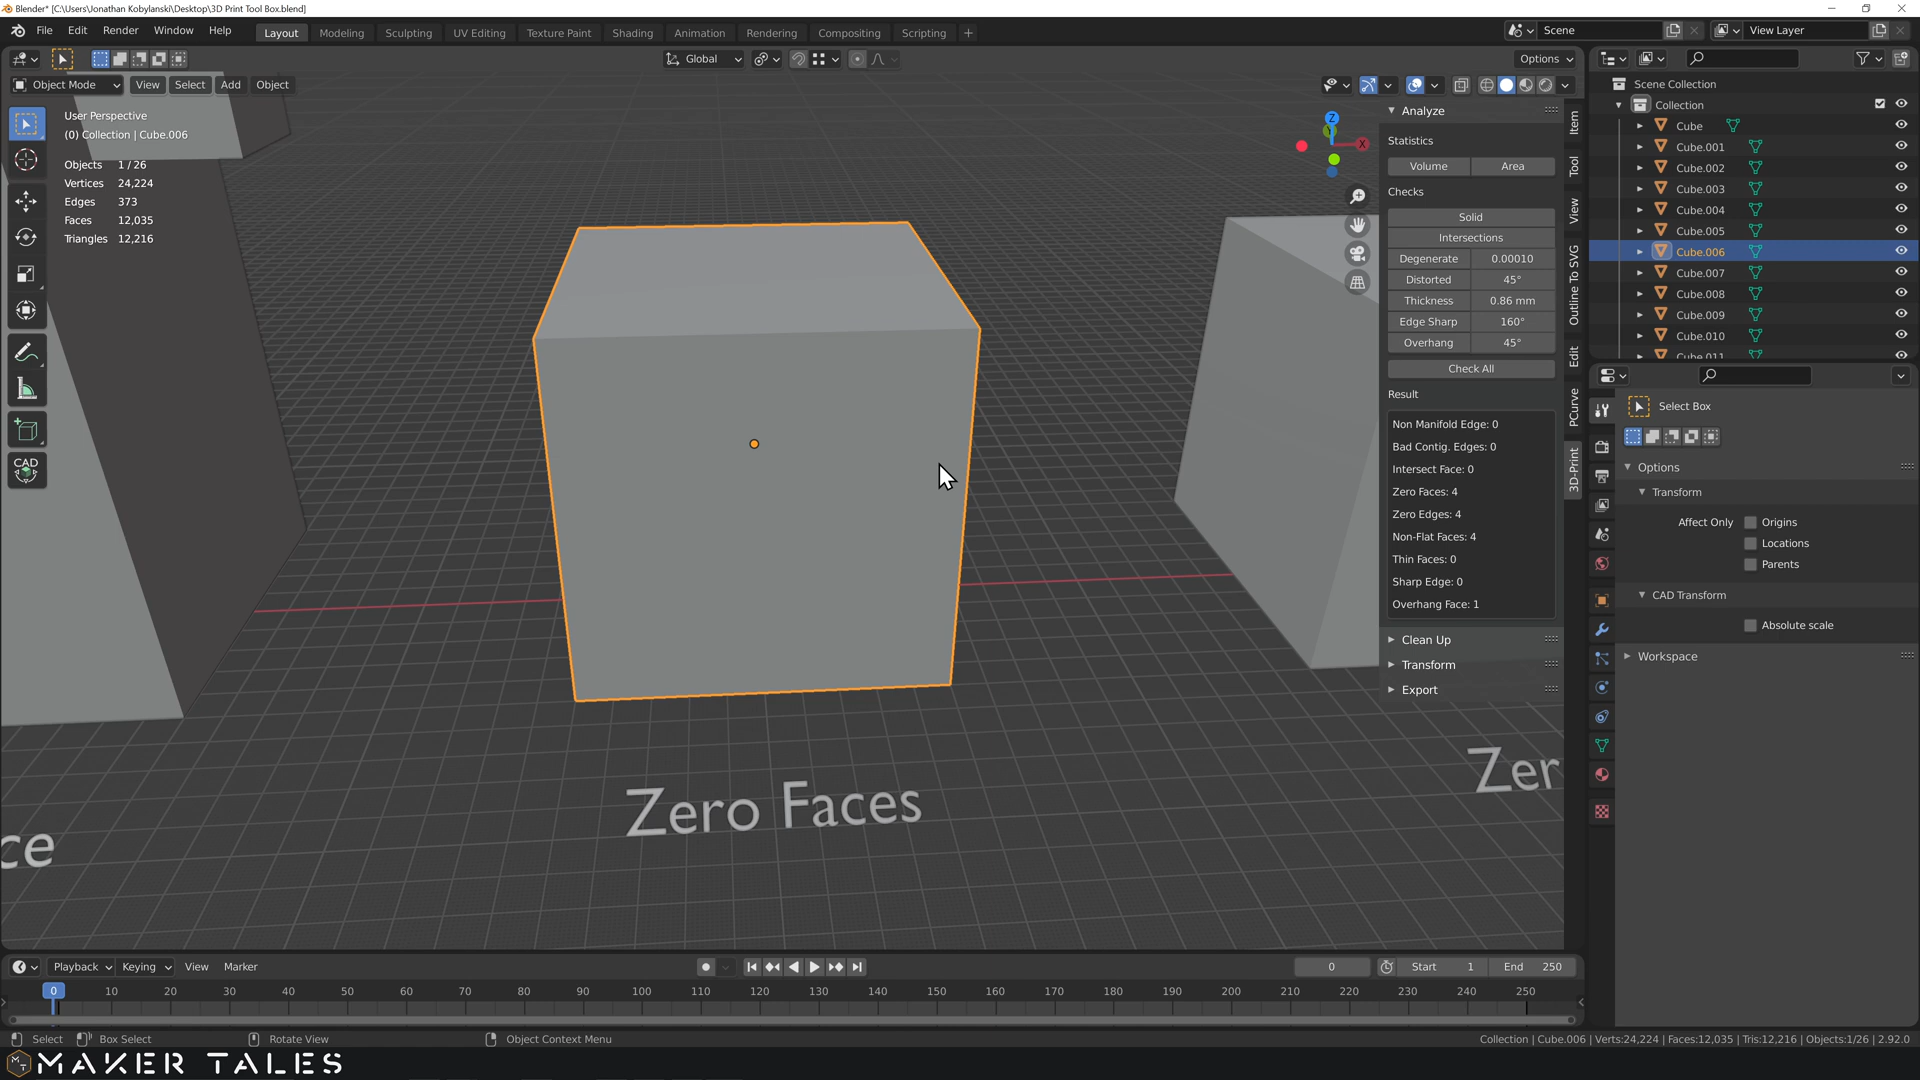 Blender* [C:\Users\Jonathan Kobylanski\Desktop\3D Print Tool Box.blend]
File Edit Render Window Help
Layout Modeling Sculpting UV Editing Texture Paint Shading Animation Rendering Compositing Scripting +
Scene
View Layer
Global
Options
Object Mode View Select Add Object
User Perspective
(0) Collection | Cube.006
Objects 1 / 26
Vertices 24,224
Edges 373
Faces 12,035
Triangles 12,216
CAD
Z
Y
X
Analyze
Statistics
Volume Area
Checks
Solid
Intersections
Degenerate 0.00010
Distorted 45°
Thickness 0.86 mm
Edge Sharp 160°
Overhang 45°
Check All
Result
Non Manifold Edge: 0
Bad Contig. Edges: 0
Intersect Face: 0
Zero Faces: 4
Zero Edges: 4
Non-Flat Faces: 4
Thin Faces: 0
Sharp Edge: 0
Overhang Face: 1
Clean Up
Transform
Export
Item
Tool
View
Outline To SVG
Edit
PCurve
3D-Print
Scene Collection
Collection
Cube
Cube.001
Cube.002
Cube.003
Cube.004
Cube.005
Cube.006
Cube.007
Cube.008
Cube.009
Cube.010
Cube.011
Select Box
Options
Transform
Affect Only Origins
Locations
Parents
CAD Transform
Absolute scale
Workspace
ce
Zero Faces
Zer
Playback Keying View Marker
0 Start 1 End 250
0 10 20 30 40 50 60 70 80 90 100 110 120 130 140 150 160 170 180 190 200 210 220 230 240 250
Select Box Select Rotate View Object Context Menu
Collection | Cube.006 | Verts:24,224 | Faces:12,035 | Tris:12,216 | Objects:1/26 | 2.92.0
MAKER TALES